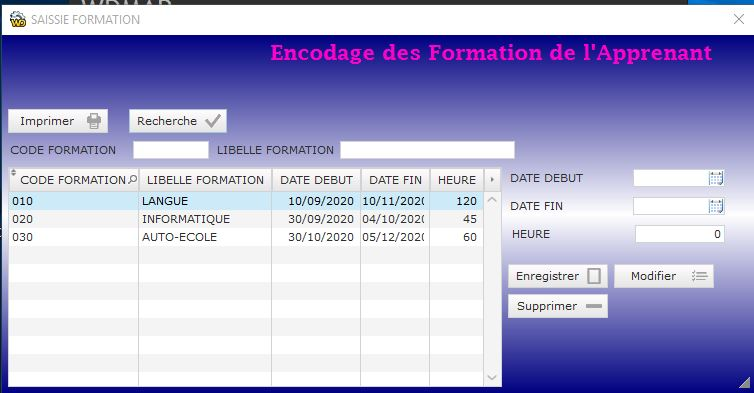 SAISSIE FORMATION
Encodage des Formation de l'Apprenant
Imprimer Recherche
CODE FORMATION LIBELLE FORMATION
CODE FORMATION LIBELLE FORMATION DATE DEBUT DATE FIN HEURE
010 LANGUE 10/09/2020 10/11/2020 120
020 INFORMATIQUE 30/09/2020 04/10/2020 45
030 AUTO-ECOLE 30/10/2020 05/12/2020 60
DATE DEBUT
DATE FIN
HEURE 0
Enregistrer Modifier
Supprimer